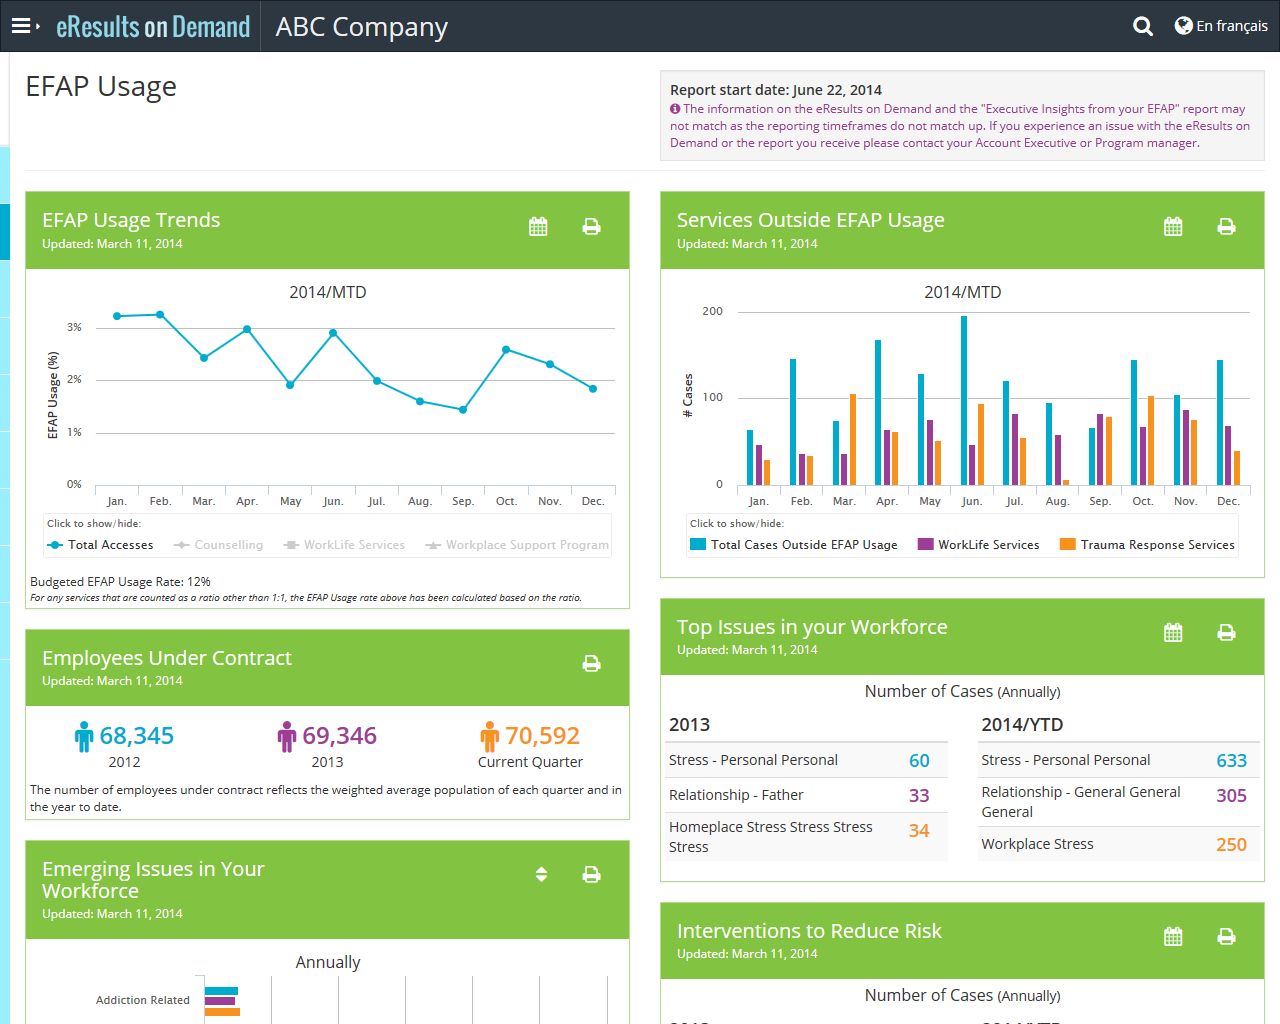 eResults on Demand
ABC Company
En français
EFAP Usage
Report start date: June 22, 2014
The information on the eResults on Demand and the "Executive Insights from your EFAP" report may
not match as the reporting timeframes do not match up. If you experience an issue with the eResults on
Demand or the report you receive please contact your Account Executive or Program manager.
EFAP Usage Trends
Updated: March 11, 2014
2014/MTD
EFAP Usage (%)
3%
2%
1%
0%
Jan. Feb. Mar. Apr. May Jun. Jul. Aug. Sep. Oct. Nov. Dec.
Click to show/hide:
Total Accesses Counselling WorkLife Services Workplace Support Program
Budgeted EFAP Usage Rate: 12%
For any services that are counted as a ratio other than 1:1, the EFAP Usage rate above has been calculated based on the ratio.
Employees Under Contract
Updated: March 11, 2014
68,345 69,346 70,592
2012 2013 Current Quarter
The number of employees under contract reflects the weighted average population of each quarter and in
the year to date.
Emerging Issues in Your
Workforce
Updated: March 11, 2014
Annually
Addiction Related
Services Outside EFAP Usage
Updated: March 11, 2014
2014/MTD
# Cases
200
100
0
Jan. Feb. Mar. Apr. May Jun. Jul. Aug. Sep. Oct. Nov. Dec.
Click to show/hide:
Total Cases Outside EFAP Usage WorkLife Services Trauma Response Services
Top Issues in your Workforce
Updated: March 11, 2014
Number of Cases (Annually)
2013
Stress - Personal Personal 60
Relationship - Father 33
Homeplace Stress Stress Stress 34
Stress
2014/YTD
Stress - Personal Personal 633
Relationship - General General 305
General
Workplace Stress 250
Interventions to Reduce Risk
Updated: March 11, 2014
Number of Cases (Annually)